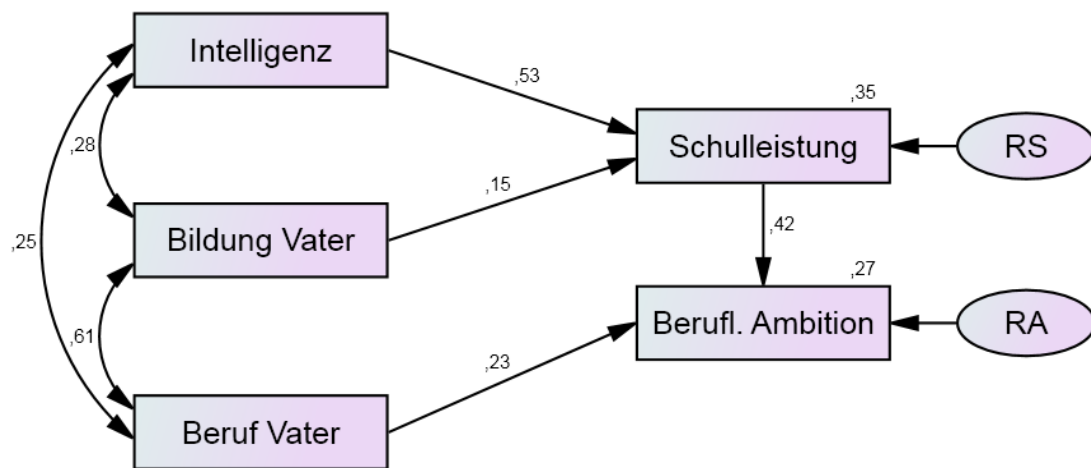 Intelligenz
,53
,35
Schulleistung
RS
,28
,15
Bildung Vater
,25
,42
,27
Berufl. Ambition
RA
,61
,23
Beruf Vater